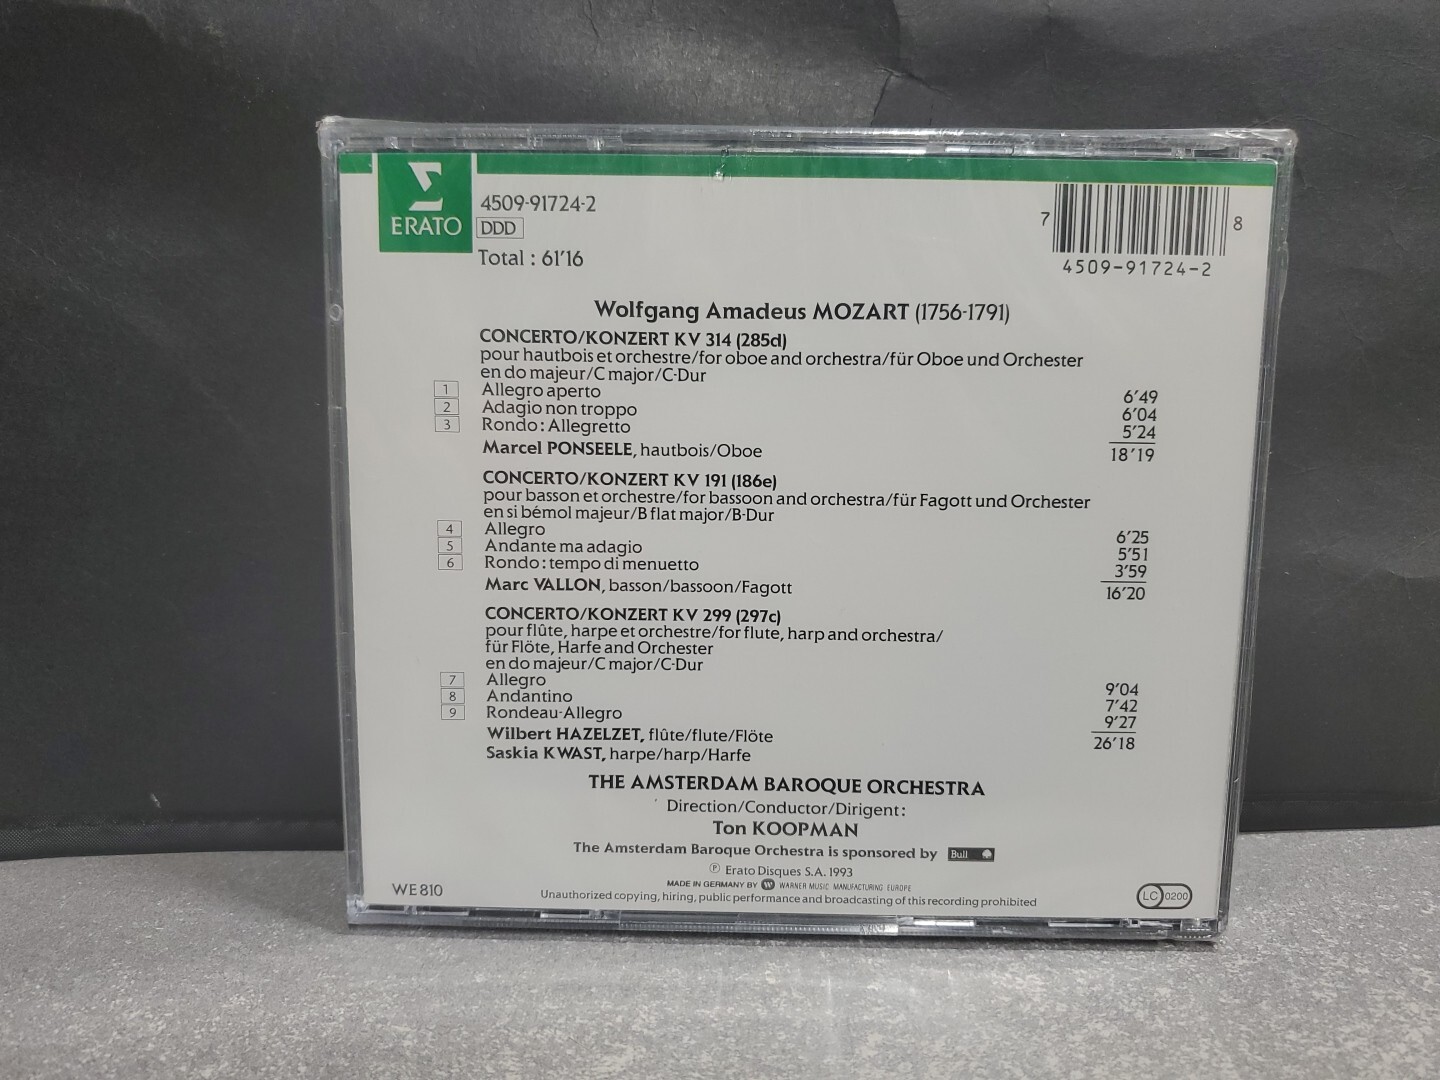 ERATO
4509-91724-2
DDD
Total : 61'16
7
8
4509-91724-2
Wolfgang Amadeus MOZART (1756-1791)
CONCERTO/KONZERT KV 314 (285d)
pour hautbois et orchestre/for oboe and orchestra/für Oboe und Orchester
en do majeur/C major/C-Dur
1 Allegro aperto 6'49
2 Adagio non troppo 6'04
3 Rondo: Allegretto 5'24
Marcel PONSEELE, hautbois/Oboe 18'19
CONCERTO/KONZERT KV 191 (186e)
pour basson et orchestre/for bassoon and orchestra/für Fagott und Orchester
en si bémol majeur/B flat major/B-Dur
4 Allegro 6'25
5 Andante ma adagio 5'51
6 Rondo: tempo di menuetto 3'59
Marc VALLON, basson/bassoon/Fagott 16'20
CONCERTO/KONZERT KV 299 (297c)
pour flûte, harpe et orchestre/for flute, harp and orchestra/
für Flöte, Harfe and Orchester
en do majeur/C major/C-Dur
7 Allegro 9'04
8 Andantino 7'42
9 Rondeau-Allegro 9'27
Wilbert HAZELZET, flûte/flute/Flöte 26'18
Saskia KWAST, harpe/harp/Harfe
THE AMSTERDAM BAROQUE ORCHESTRA
Direction/Conductor/Dirigent:
Ton KOOPMAN
The Amsterdam Baroque Orchestra is sponsored by Bull
℗ Erato Disques S.A. 1993
MADE IN GERMANY BY WARNER MUSIC MANUFACTURING EUROPE
WE 810
Unauthorized copying, hiring, public performance and broadcasting of this recording prohibited
LC 0200